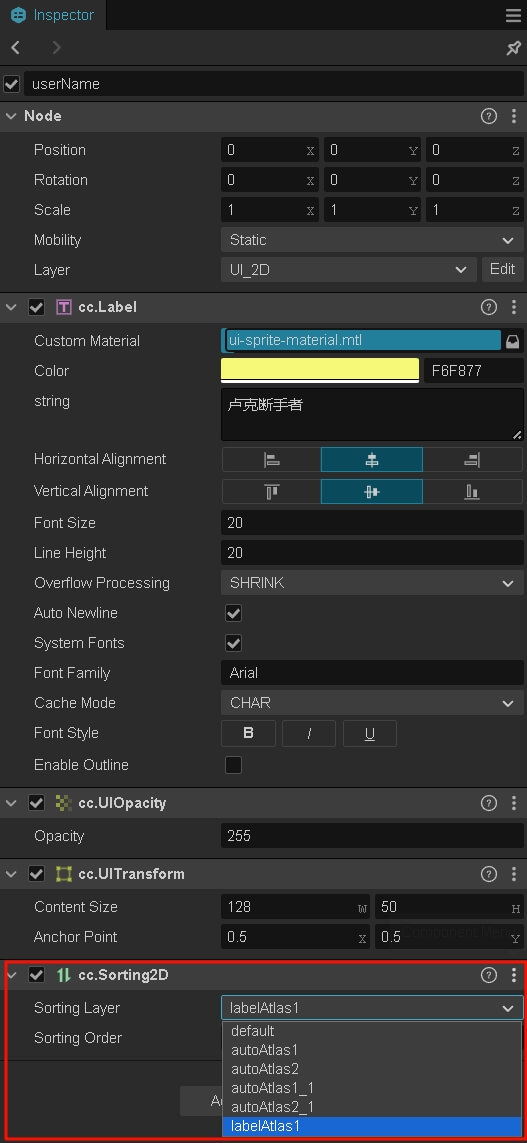 Inspector
userName
Node
Position 0 X 0 Y 0 Z
Rotation 0 X 0 Y 0 Z
Scale 1 X 1 Y 1 Z
Mobility Static
Layer UI_2D Edit
cc.Label
Custom Material ui-sprite-material.mtl
Color F6F877
string 卢克断手者
Horizontal Alignment
Vertical Alignment
Font Size 20
Line Height 20
Overflow Processing SHRINK
Auto Newline
System Fonts
Font Family Arial
Cache Mode CHAR
Font Style B I U
Enable Outline
cc.UIOpacity
Opacity 255
cc.UITransform
Content Size 128 W 50 H
Anchor Point 0.5 X 0.5 Y
cc.Sorting2D
Sorting Layer labelAtlas1
Sorting Order
default
autoAtlas1
autoAtlas2
autoAtlas1_1
autoAtlas2_1
labelAtlas1